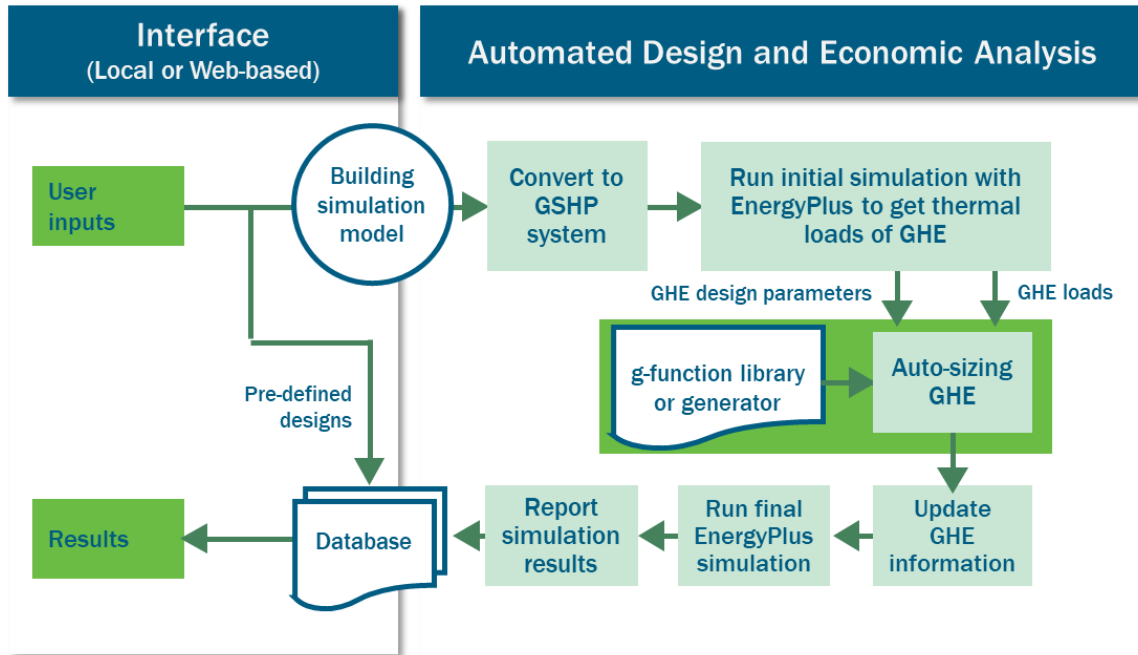 Interface
(Local or Web-based)
Automated Design and Economic Analysis
User
inputs
Building
simulation
model
Convert to
GSHP
system
Run initial simulation with
EnergyPlus to get thermal
loads of GHE
GHE design parameters
GHE loads
g-function library
or generator
Auto-sizing
GHE
Pre-defined
designs
Results
Database
Report
simulation
results
Run final
EnergyPlus
simulation
Update
GHE
information